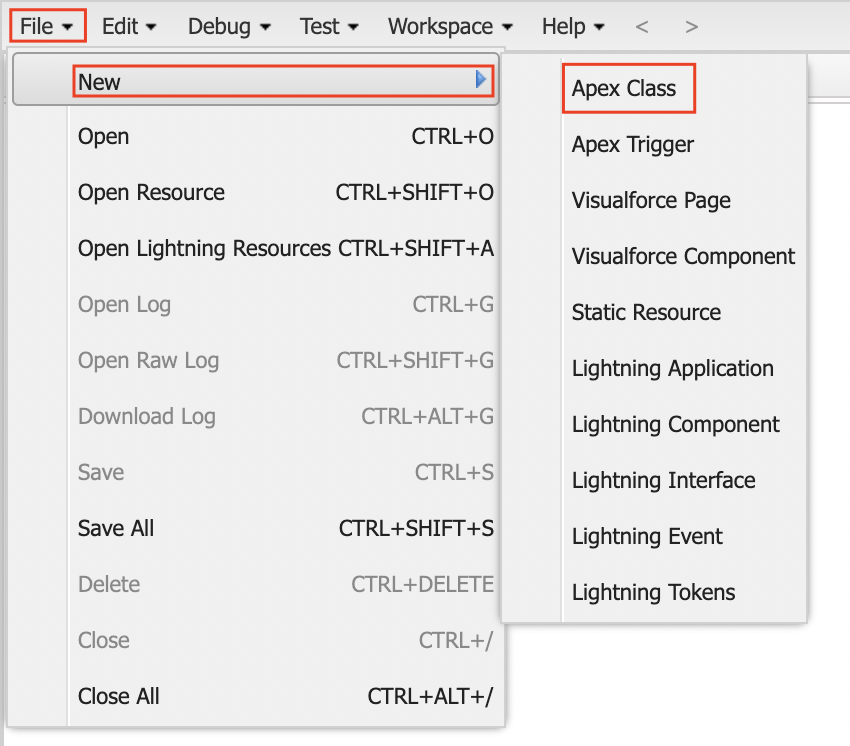 File Edit Debug Test Workspace Help < >
New
Open CTRL+O
Open Resource CTRL+SHIFT+O
Open Lightning Resources CTRL+SHIFT+A
Open Log CTRL+G
Open Raw Log CTRL+SHIFT+G
Download Log CTRL+ALT+G
Save CTRL+S
Save All CTRL+SHIFT+S
Delete CTRL+DELETE
Close CTRL+/
Close All CTRL+ALT+/
Apex Class
Apex Trigger
Visualforce Page
Visualforce Component
Static Resource
Lightning Application
Lightning Component
Lightning Interface
Lightning Event
Lightning Tokens